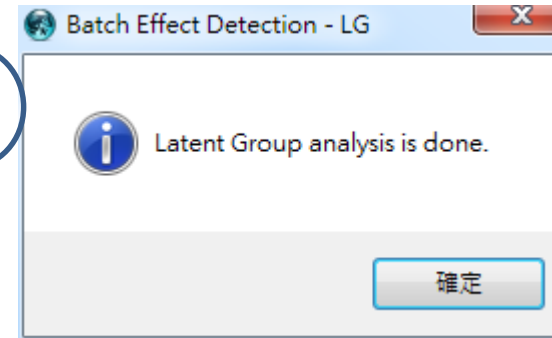 Batch Effect Detection - LG
Latent Group analysis is done.
確定